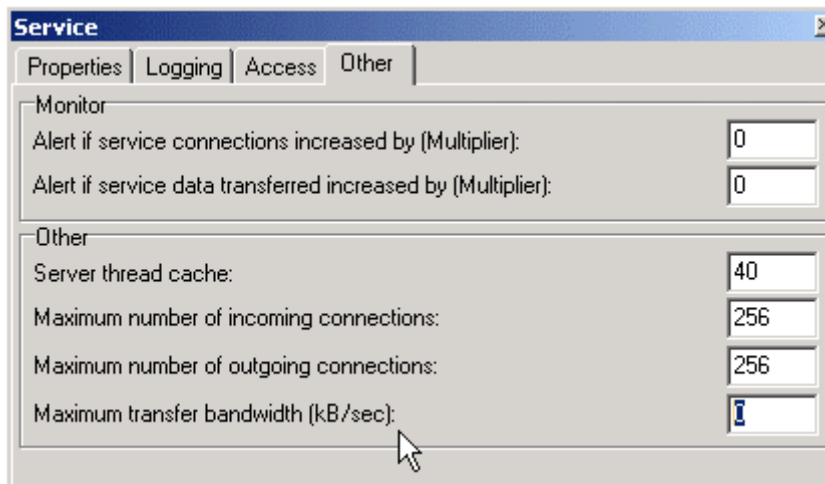 Service
Properties Logging Access Other
Monitor
Alert if service connections increased by (Multiplier): 0
Alert if service data transferred increased by (Multiplier): 0
Other
Server thread cache: 40
Maximum number of incoming connections: 256
Maximum number of outgoing connections: 256
Maximum transfer bandwidth (kB/sec): 0